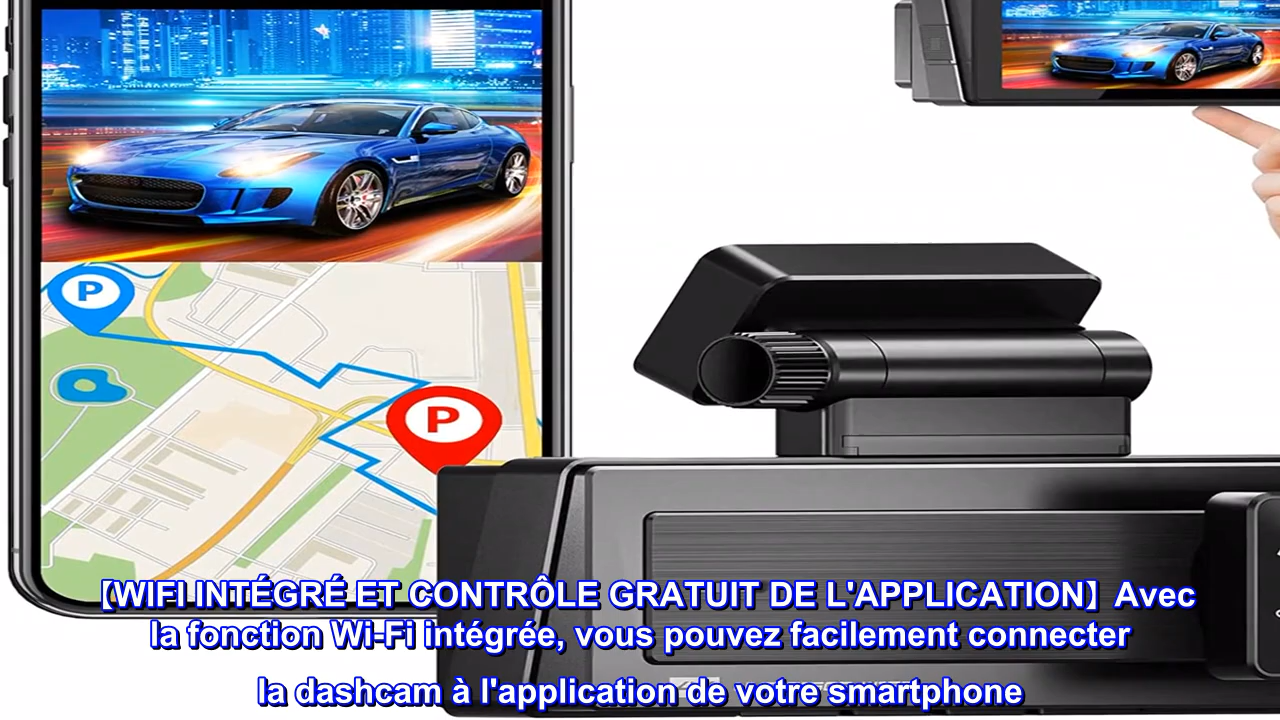 P
P
【WIFI INTÉGRÉ ET CONTRÔLE GRATUIT DE L'APPLICATION】Avec
la fonction Wi-Fi intégrée, vous pouvez facilement connecter
la dashcam à l'application de votre smartphone